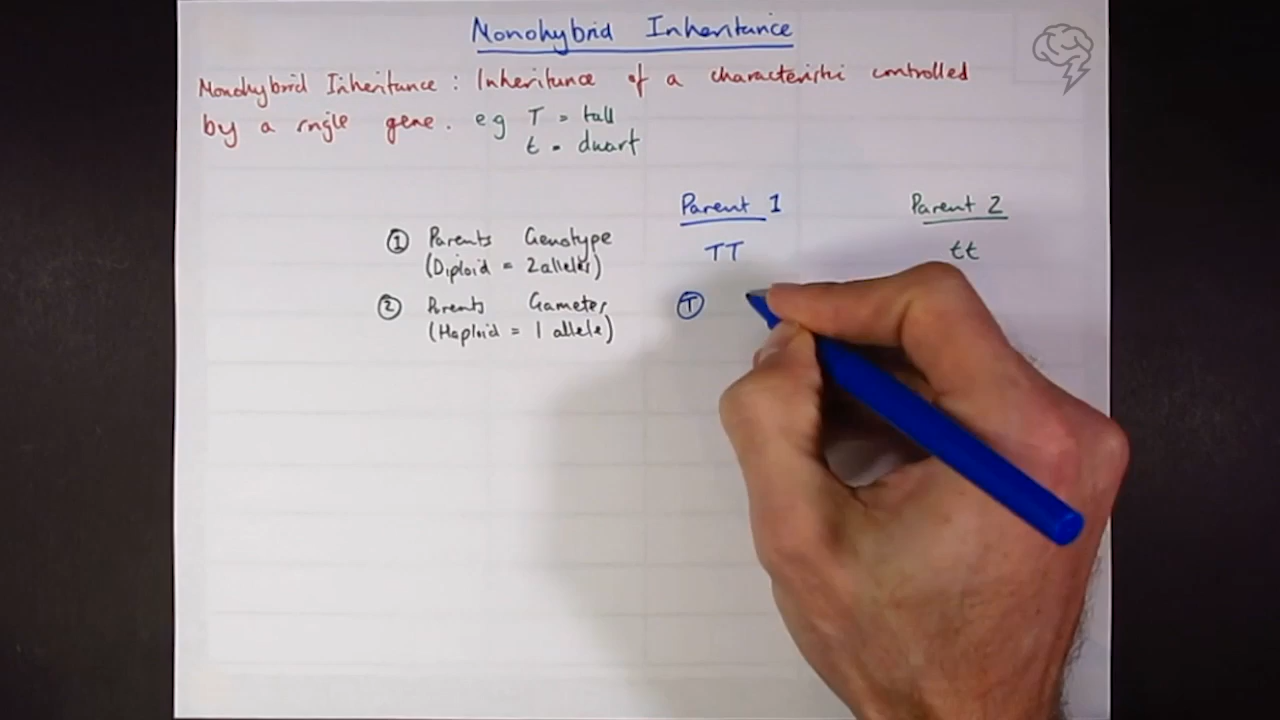 Monohybrid Inheritance
Monohybrid Inheritance : Inheritance of a characteristic controlled
by a single gene. eg T = tall
t = dwarf
Parent 1 Parent 2
① Parents Genotype TT tt
(Diploid = 2 alleles)
② Parents Gametes T
(Haploid = 1 allele)